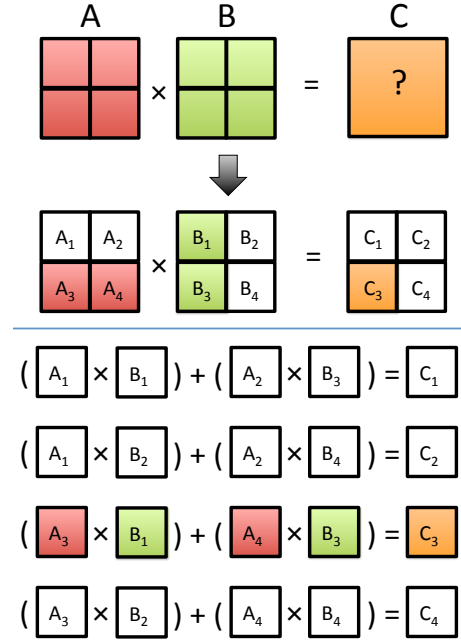 A B C
× = ?
A₁ A₂ B₁ B₂ C₁ C₂
× =
A₃ A₄ B₃ B₄ C₃ C₄
( A₁ × B₁ ) + ( A₂ × B₃ ) = C₁
( A₁ × B₂ ) + ( A₂ × B₄ ) = C₂
( A₃ × B₁ ) + ( A₄ × B₃ ) = C₃
( A₃ × B₂ ) + ( A₄ × B₄ ) = C₄